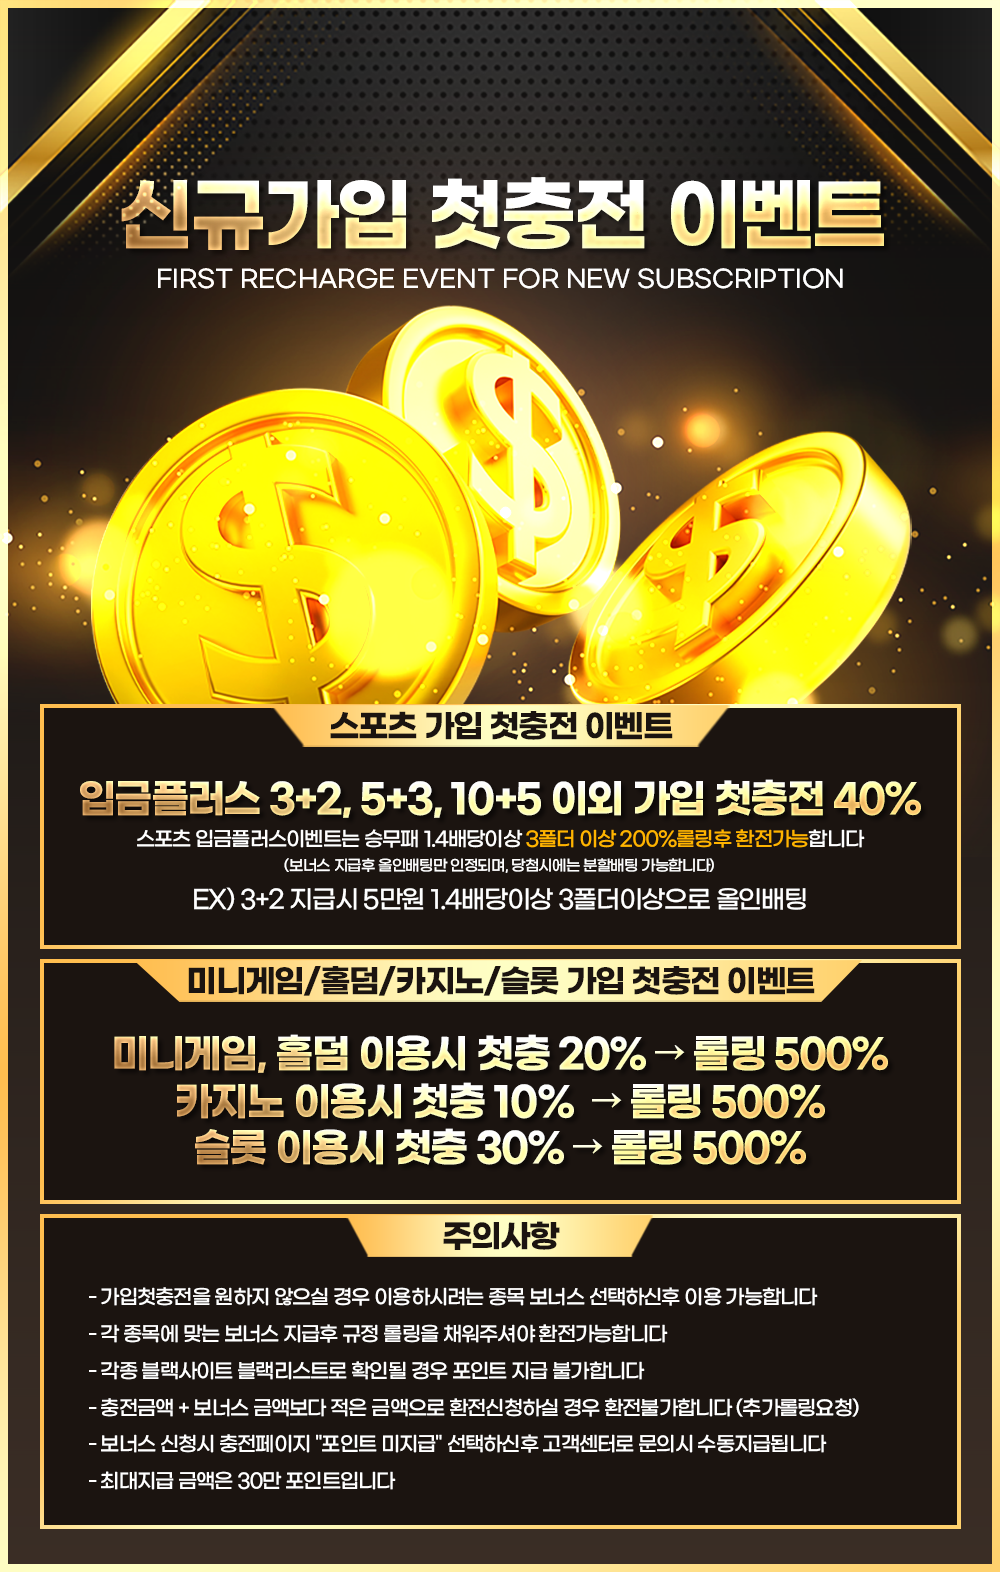 신규가입 첫충전 이벤트
FIRST RECHARGE EVENT FOR NEW SUBSCRIPTION
스포츠 가입 첫충전 이벤트
입금플러스 3+2, 5+3, 10+5 이외 가입 첫충전 40%
스포츠 입금플러스이벤트는 승무패 1.4배당이상 3폴더 이상 200%롤링후 환전가능합니다
(보너스 지급후 올인배팅만 인정되며, 당첨시에는 분할배팅 가능합니다)
EX) 3+2 지급시 5만원 1.4배당이상 3폴더이상으로 올인배팅
미니게임/홀덤/카지노/슬롯 가입 첫충전 이벤트
미니게임, 홀덤 이용시 첫충 20% → 롤링 500%
카지노 이용시 첫충 10% → 롤링 500%
슬롯 이용시 첫충 30% → 롤링 500%
주의사항
- 가입첫충전을 원하지 않으실 경우 이용하시려는 종목 보너스 선택하신후 이용 가능합니다
- 각 종목에 맞는 보너스 지급후 규정 롤링을 채워주셔야 환전가능합니다
- 각종 블랙사이트 블랙리스트로 확인될 경우 포인트 지급 불가합니다
- 충전금액 + 보너스 금액보다 적은 금액으로 환전신청하실 경우 환전불가합니다 (추가롤링요청)
- 보너스 신청시 충전페이지 "포인트 미지급" 선택하신후 고객센터로 문의시 수동지급됩니다
- 최대지급 금액은 30만 포인트입니다